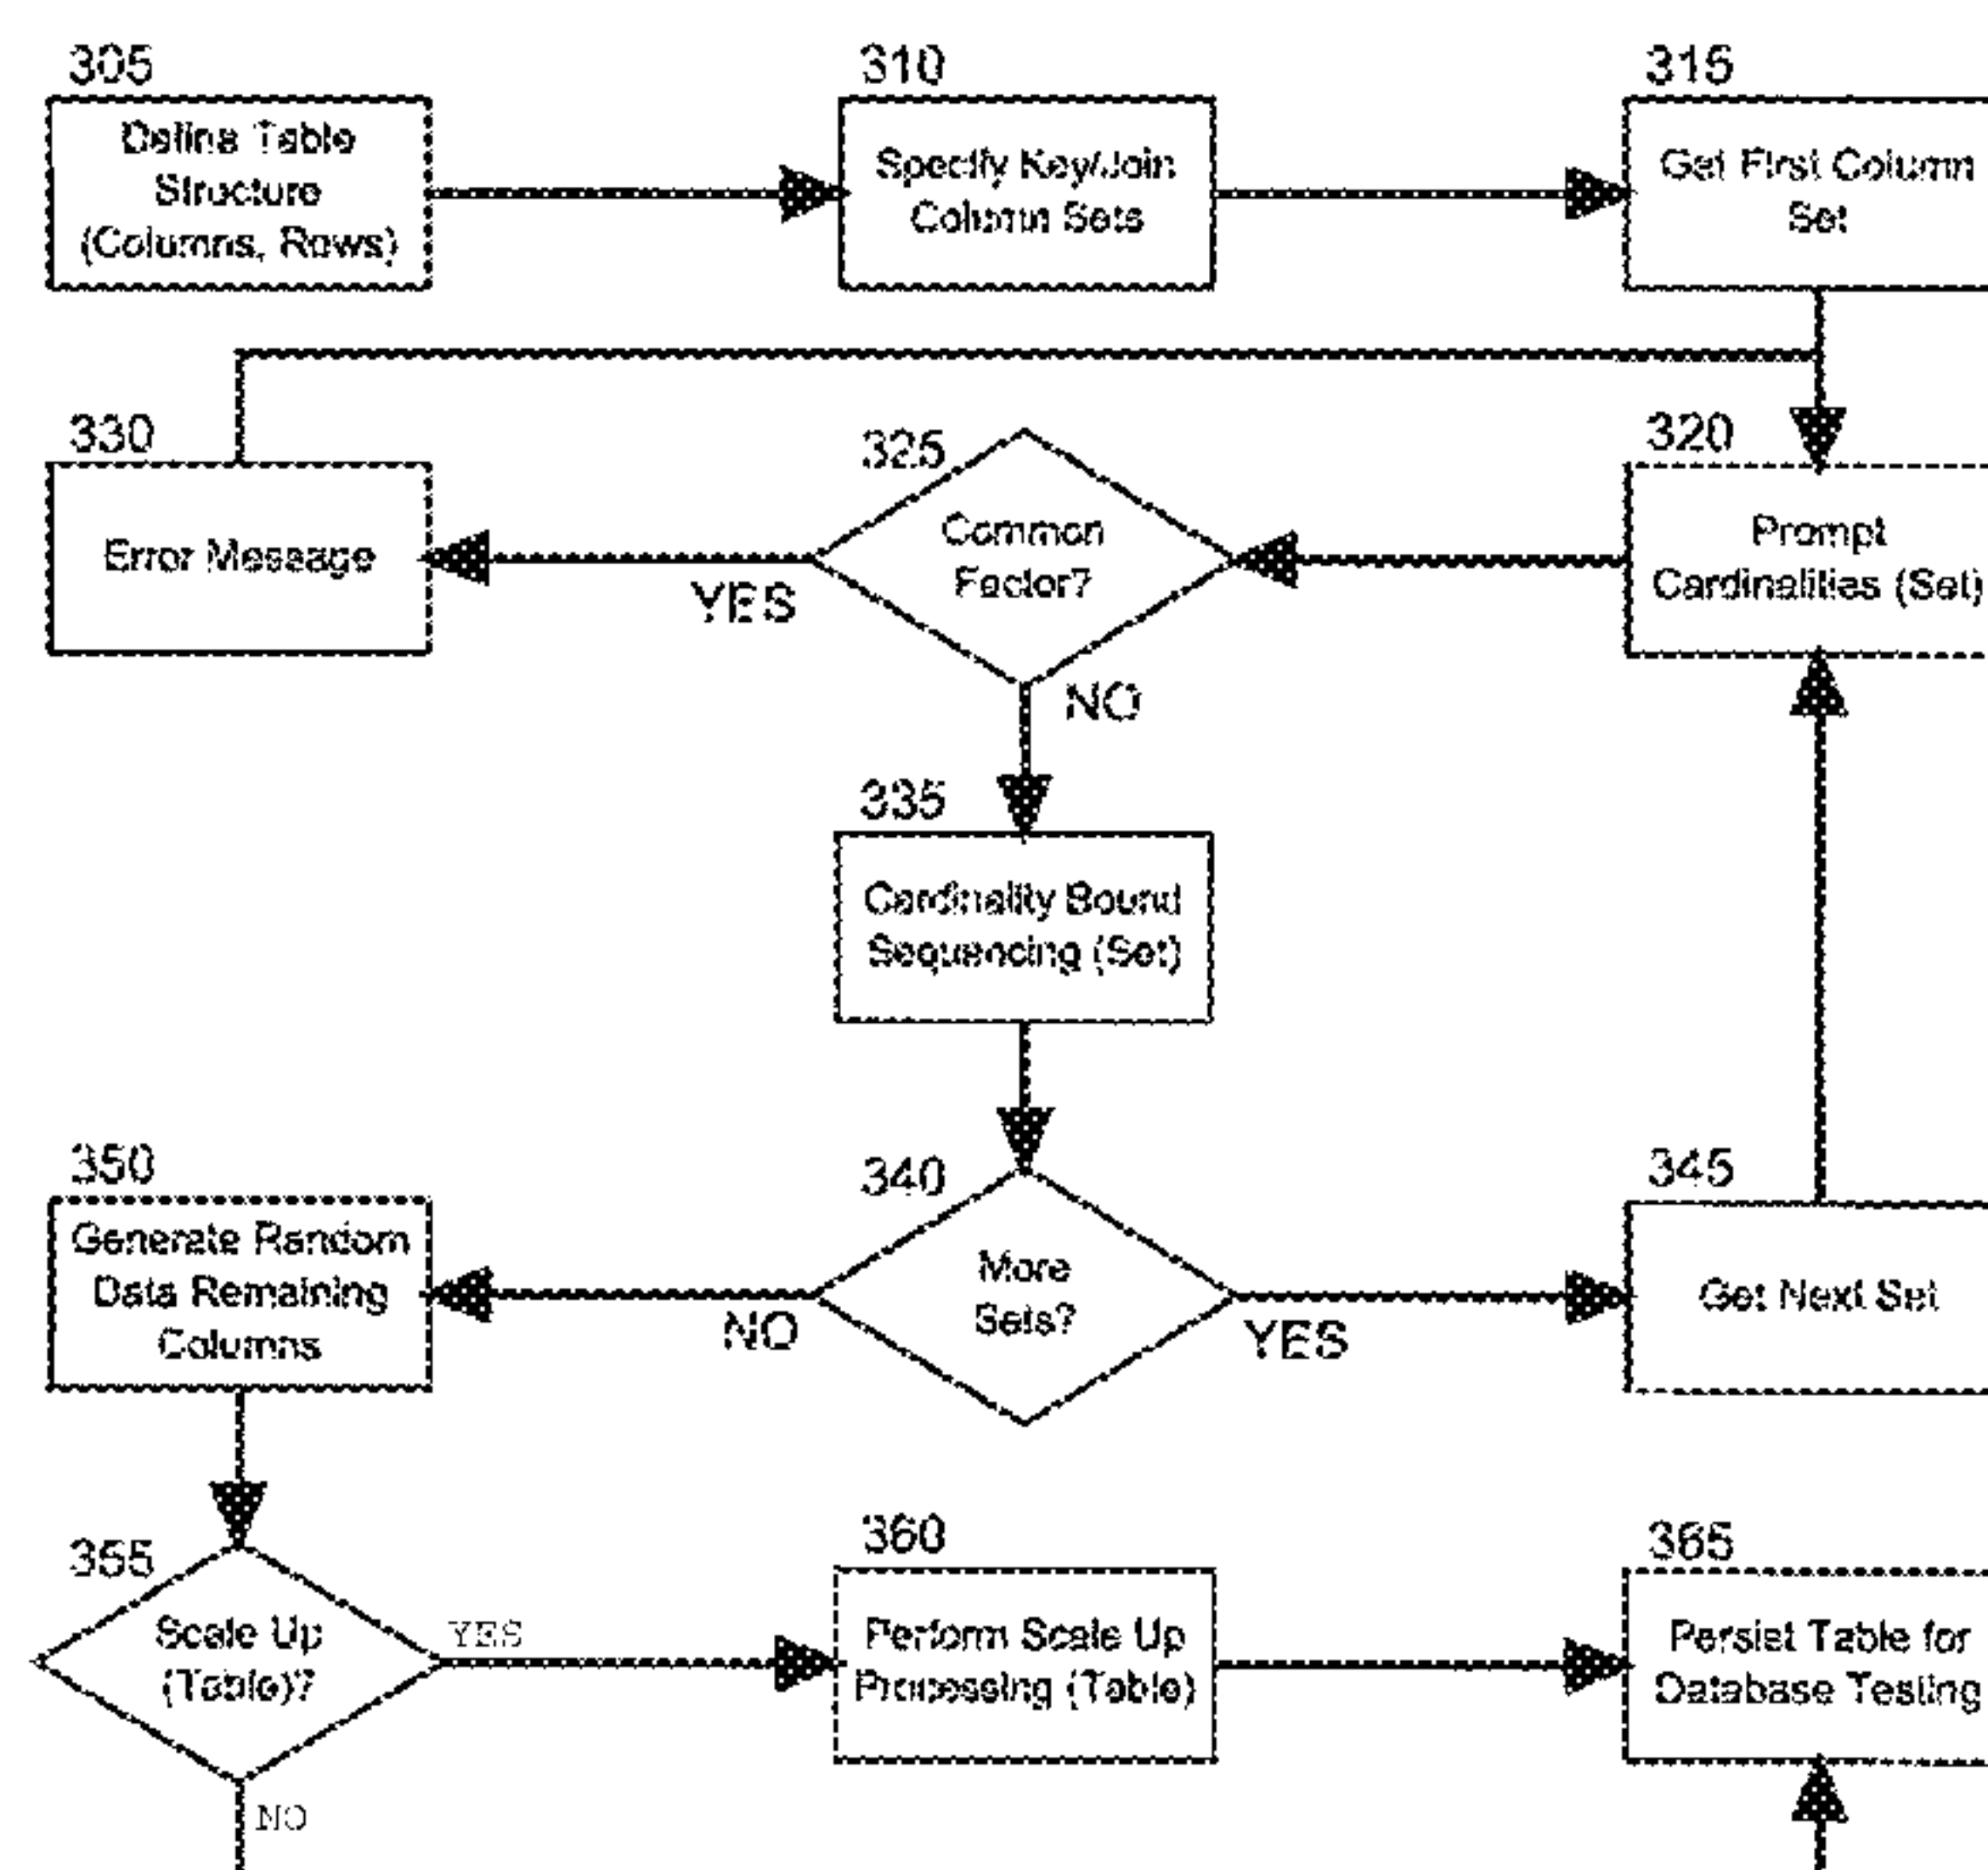 305
Define Table
Structure
(Columns, Rows)
310
Specify Key/Join
Column Sets
315
Get First Column
Set
330
Error Message
325
Common
Factor?
YES
NO
320
Prompt
Cardinalities (Set)
335
Cardinality Bound
Sequencing (Set)
350
Generate Random
Data Remaining
Columns
340
More
Sets?
NO
YES
345
Get Next Set
355
Scale Up
(Table)?
YES
NO
360
Perform Scale Up
Processing (Table)
365
Persist Table for
Database Testing